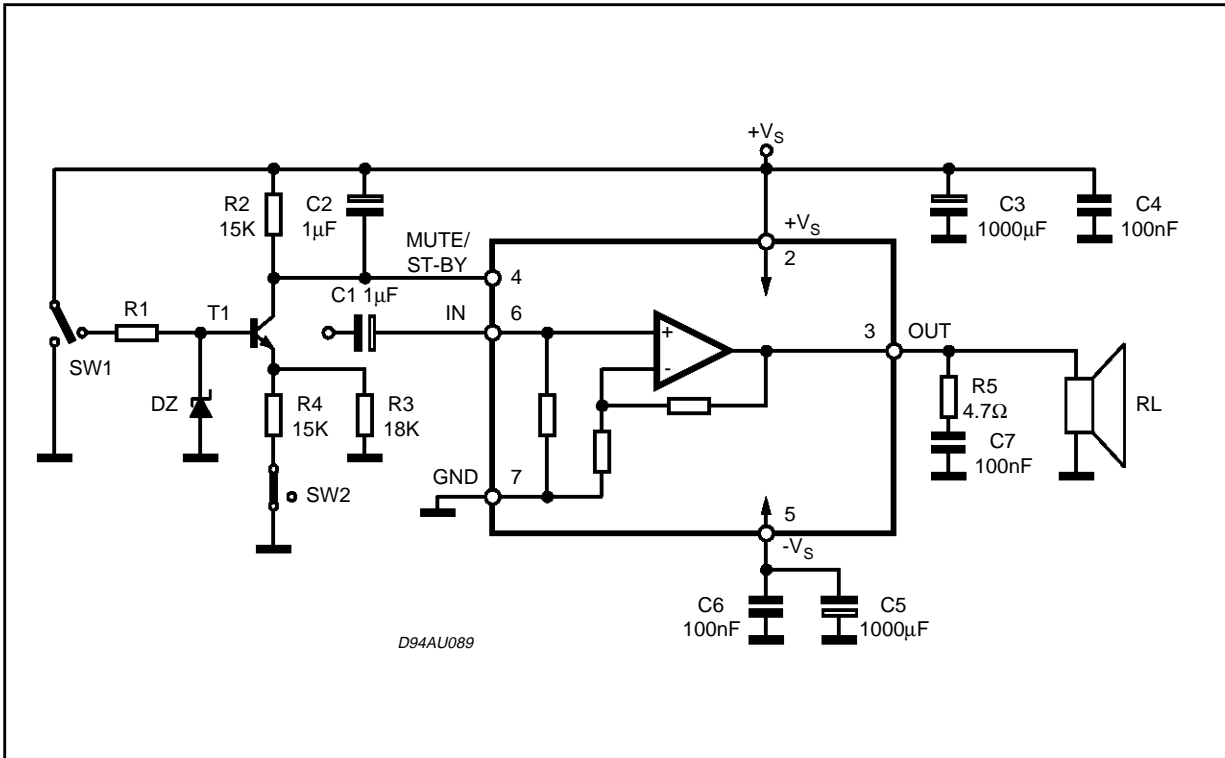 +VS
R2
15K
C2
1µF
C3
1000µF
C4
100nF
MUTE/
ST-BY
4
+VS
2
C1 1µF
R1
T1
IN
6
+
-
3
OUT
SW1
DZ
R4
15K
R3
18K
R5
4.7Ω
RL
C7
100nF
GND
7
SW2
5
-VS
C6
100nF
C5
1000µF
D94AU089